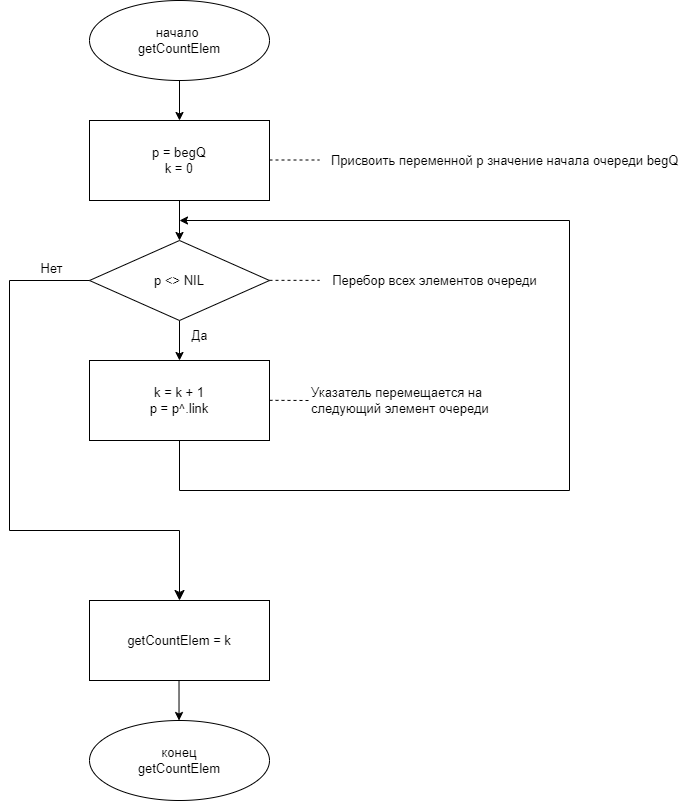 начало
getCountElem
p = begQ
k = 0
Присвоить переменной p значение начала очереди begQ
Нет
p <> NIL
Перебор всех элементов очереди
Да
k = k + 1
p = p^.link
Указатель перемещается на
следующий элемент очереди
getCountElem = k
конец
getCountElem